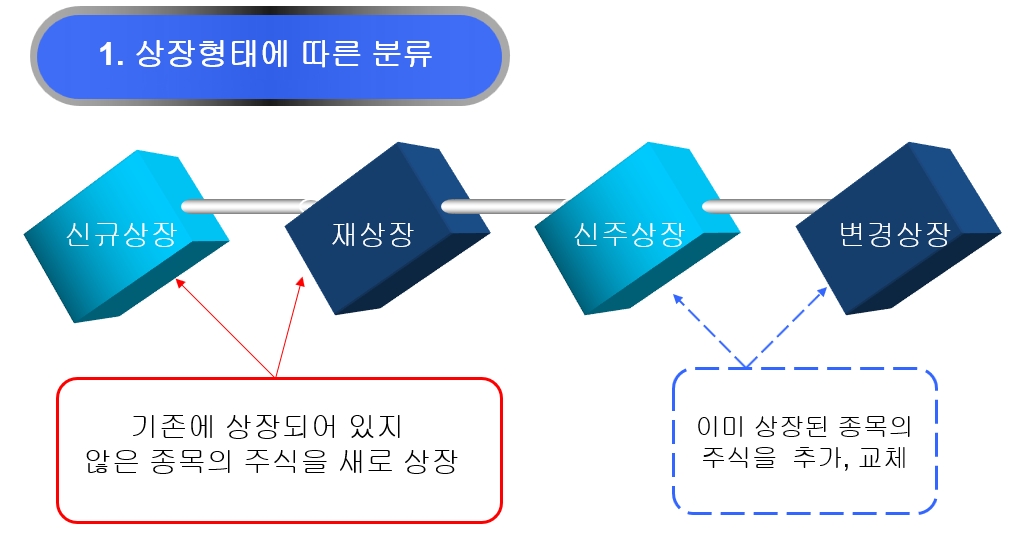 1. 상장형태에 따른 분류
신규상장
재상장
신주상장
변경상장
기존에 상장되어 있지
않은 종목의 주식을 새로 상장
이미 상장된 종목의
주식을 추가, 교체